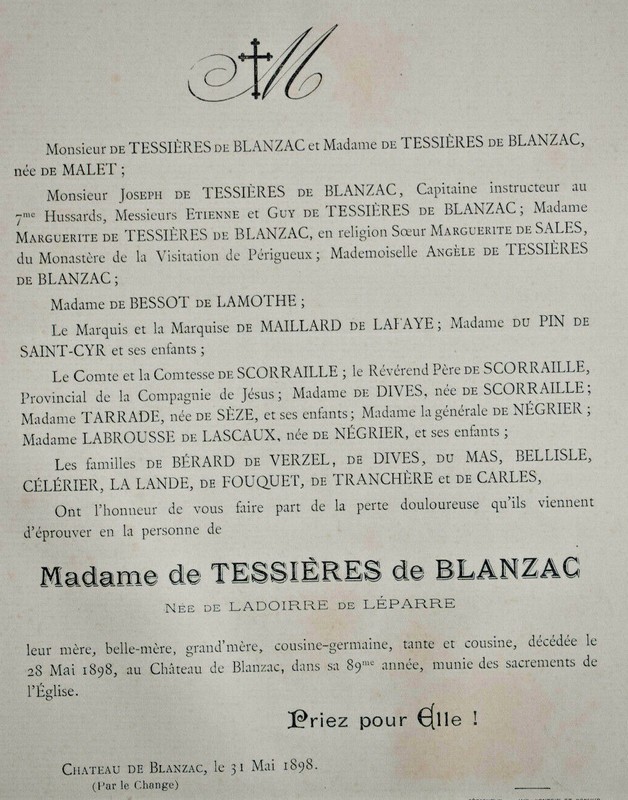 M
Monsieur DE TESSIÈRES DE BLANZAC et Madame DE TESSIÈRES DE BLANZAC,
née DE MALET ;
Monsieur JOSEPH DE TESSIÈRES DE BLANZAC, Capitaine instructeur au
7me Hussards, Messieurs ETIENNE et GUY DE TESSIÈRES DE BLANZAC ; Madame
MARGUERITE DE TESSIÈRES DE BLANZAC, en religion Sœur MARGUERITE DE SALES,
du Monastère de la Visitation de Périgueux ; Mademoiselle ANGÈLE DE TESSIÈRES
DE BLANZAC ;
Madame DE BESSOT DE LAMOTHE ;
Le Marquis et la Marquise DE MAILLARD DE LAFAYE ; Madame DU PIN DE
SAINT-CYR et ses enfants ;
Le Comte et la Comtesse DE SCORRAILLE ; le Révérend Père DE SCORRAILLE,
Provincial de la Compagnie de Jésus ; Madame DE DIVES, née DE SCORRAILLE ;
Madame TARRADE, née DE SÈZE, et ses enfants ; Madame la générale DE NÉGRIER ;
Madame LABROUSSE DE LASCAUX, née DE NÉGRIER, et ses enfants ;
Les familles DE BÉRARD DE VERZEL, DE DIVES, DU MAS, BELLISLE,
CÉLÉRIER, LA LANDE, DE FOUQUET, DE TRANCHÈRE et DE CARLES,
Ont l'honneur de vous faire part de la perte douloureuse qu'ils viennent
d'éprouver en la personne de
Madame de TESSIÈRES de BLANZAC
NÉE DE LADOIRRE DE LÉPARRE
leur mère, belle-mère, grand'mère, cousine-germaine, tante et cousine, décédée le
28 Mai 1898, au Château de Blanzac, dans sa 89me année, munie des sacrements de
l'Église.
Priez pour Elle !
CHATEAU DE BLANZAC, le 31 Mai 1898.
(Par le Change)